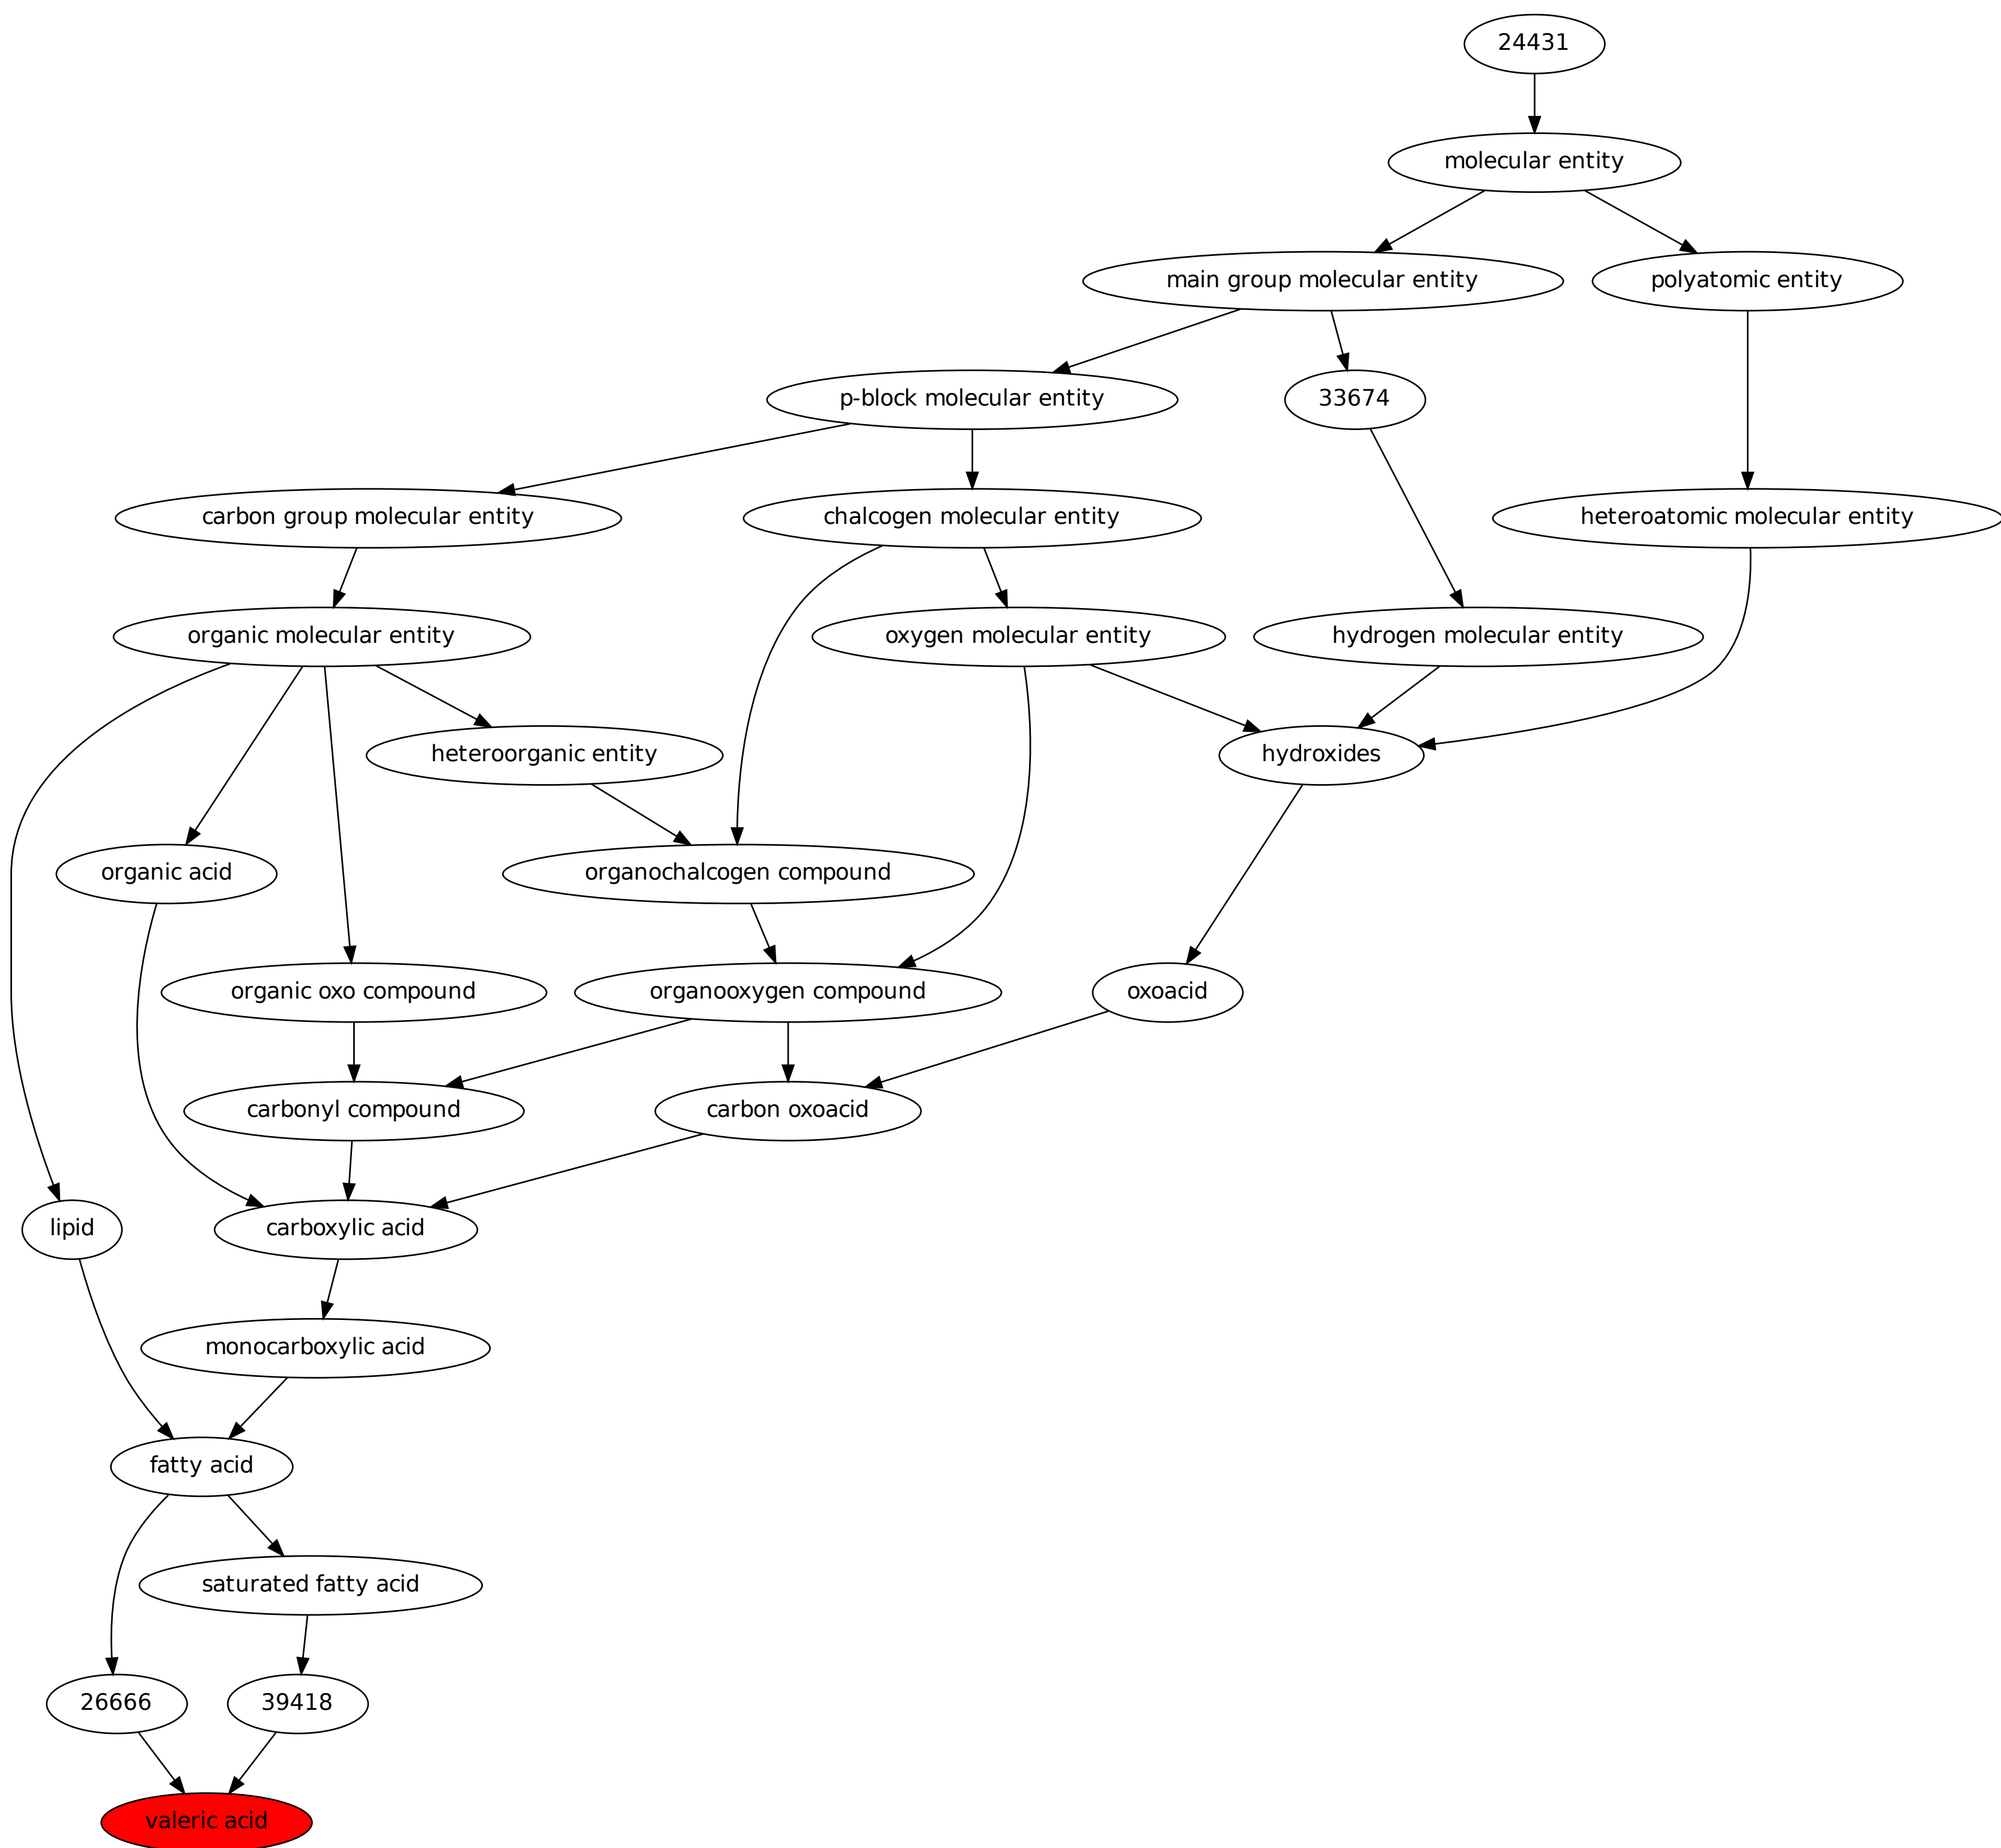 24431
molecular entity
main group molecular entity
polyatomic entity
p-block molecular entity
33674
carbon group molecular entity
chalcogen molecular entity
heteroatomic molecular entity
organic molecular entity
oxygen molecular entity
hydrogen molecular entity
heteroorganic entity
hydroxides
organic acid
organochalcogen compound
organic oxo compound
organooxygen compound
oxoacid
carbonyl compound
carbon oxoacid
lipid
carboxylic acid
monocarboxylic acid
fatty acid
saturated fatty acid
26666
39418
valeric acid